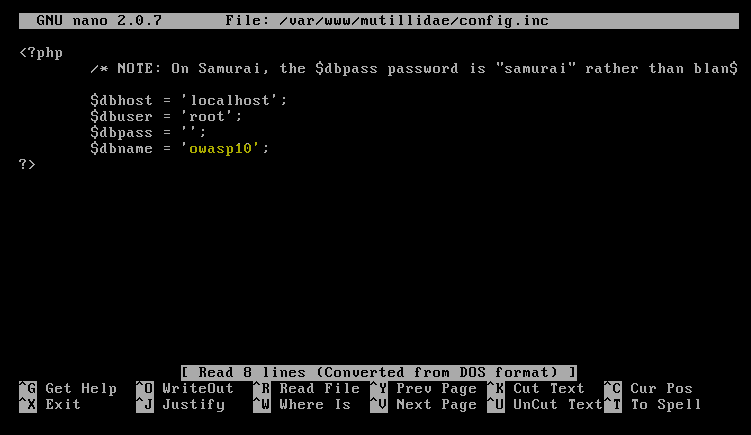 GNU nano 2.0.7 File: /var/www/mutillidae/config.inc
<?php
/* NOTE: On Samurai, the $dbpass password is "samurai" rather than blan$
$dbhost = 'localhost';
$dbuser = 'root';
$dbpass = '';
$dbname = 'owasp10';
?>
[ Read 8 lines (Converted from DOS format) ]
^G Get Help ^O WriteOut ^R Read File ^Y Prev Page ^K Cut Text ^C Cur Pos
^X Exit ^J Justify ^W Where Is ^V Next Page ^U UnCut Text^T To Spell